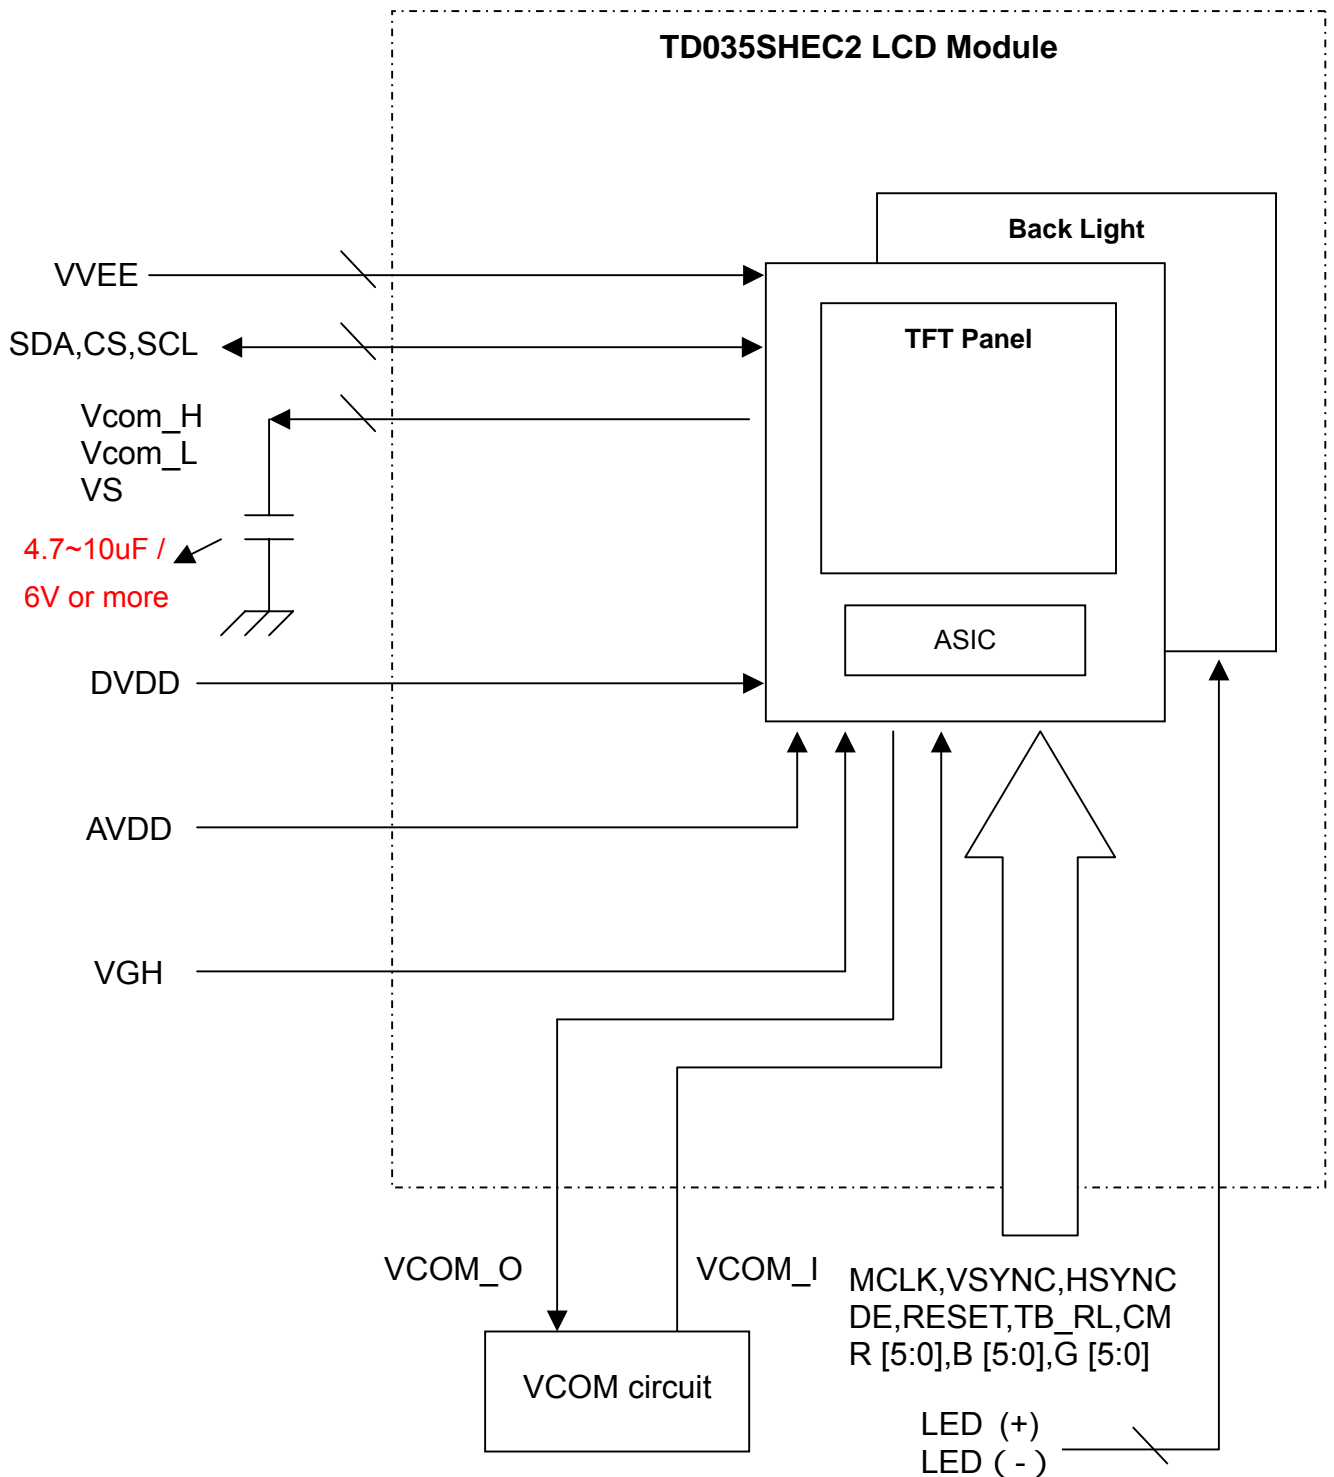 TD035SHEC2 LCD Module
Back Light
VVEE
TFT Panel
SDA,CS,SCL
Vcom_H
Vcom_L
VS
4.7~10uF /
6V or more
ASIC
DVDD
AVDD
VGH
VCOM_O
VCOM_I
MCLK,VSYNC,HSYNC
DE,RESET,TB_RL,CM
R [5:0],B [5:0],G [5:0]
VCOM circuit
LED (+)
LED ( - )